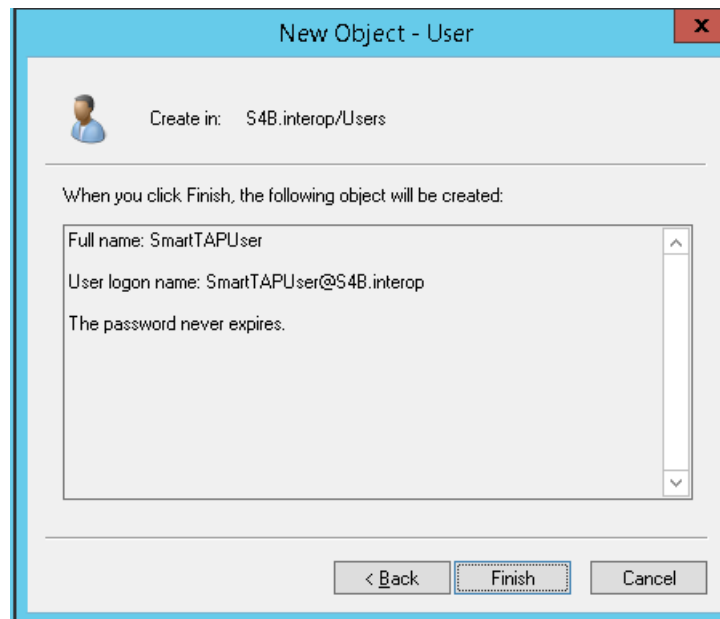 New Object - User
x
Create in: S4B.interop/Users
When you click Finish, the following object will be created:
Full name: SmartTAPUser
User logon name: SmartTAPUser@S4B.interop
The password never expires.
< Back Finish Cancel